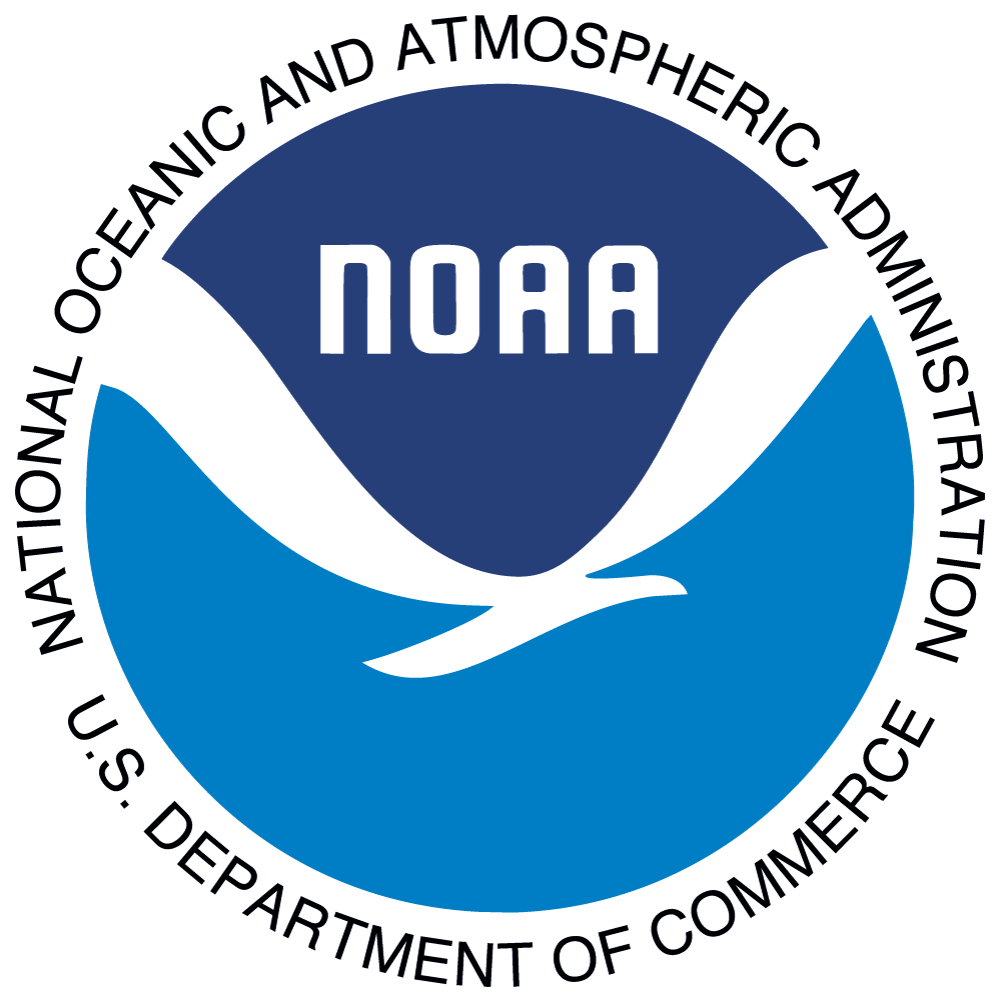 NATIONAL OCEANIC AND ATMOSPHERIC ADMINISTRATION
NOAA
U.S. DEPARTMENT OF COMMERCE